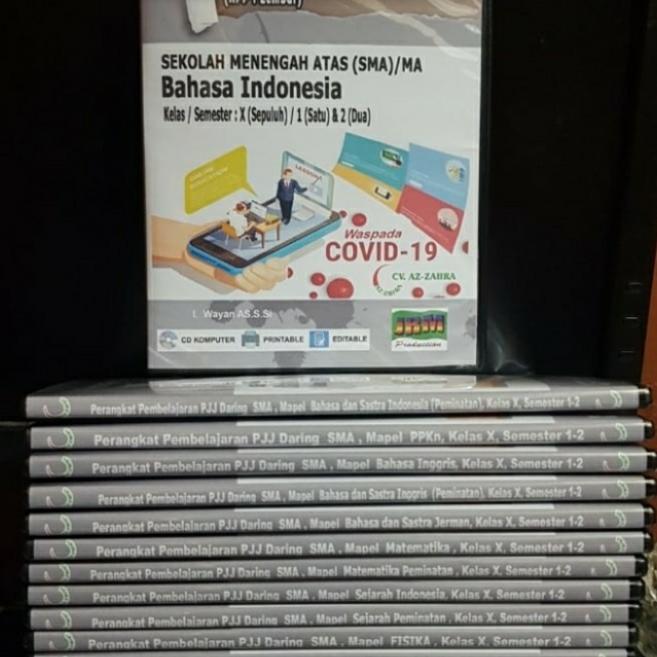 SEKOLAH MENENGAH ATAS (SMA)/MA
Bahasa Indonesia
Kelas / Semester : X (Sepuluh) / 1 (Satu) & 2 (Dua)
LESSON
Waspada
COVID-19
CV. AZ-ZAHRA
I. Wayan AS.S.Si
JRM
Production
CD KOMPUTER PRINTABLE EDITABLE
Perangkat Pembelajaran PJJ Daring SMA , Mapel Bahasa dan Sastra Indonesia (Peminatan), Kelas X, Semester 1-2
Perangkat Pembelajaran PJJ Daring SMA , Mapel PPKn, Kelas X, Semester 1-2
Perangkat Pembelajaran PJJ Daring SMA , Mapel Bahasa Inggris, Kelas X, Semester 1-2
Perangkat Pembelajaran PJJ Daring SMA , Mapel Bahasa dan Sastra Inggris (Peminatan), Kelas X, Semester 1-2
Perangkat Pembelajaran PJJ Daring SMA , Mapel Bahasa dan Sastra Jerman, Kelas X, Semester 1-2
Perangkat Pembelajaran PJJ Daring SMA , Mapel Matematika , Kelas X, Semester 1-2
Perangkat Pembelajaran PJJ Daring SMA , Mapel Matematika Peminatan , Kelas X, Semester 1-2
Perangkat Pembelajaran PJJ Daring SMA , Mapel Sejarah Indonesia, Kelas X, Semester 1-2
Perangkat Pembelajaran PJJ Daring SMA , Mapel Sejarah Peminatan , Kelas X, Semester 1-2
Perangkat Pembelajaran PJJ Daring SMA , Mapel FISIKA , Kelas X, Semester 1-2